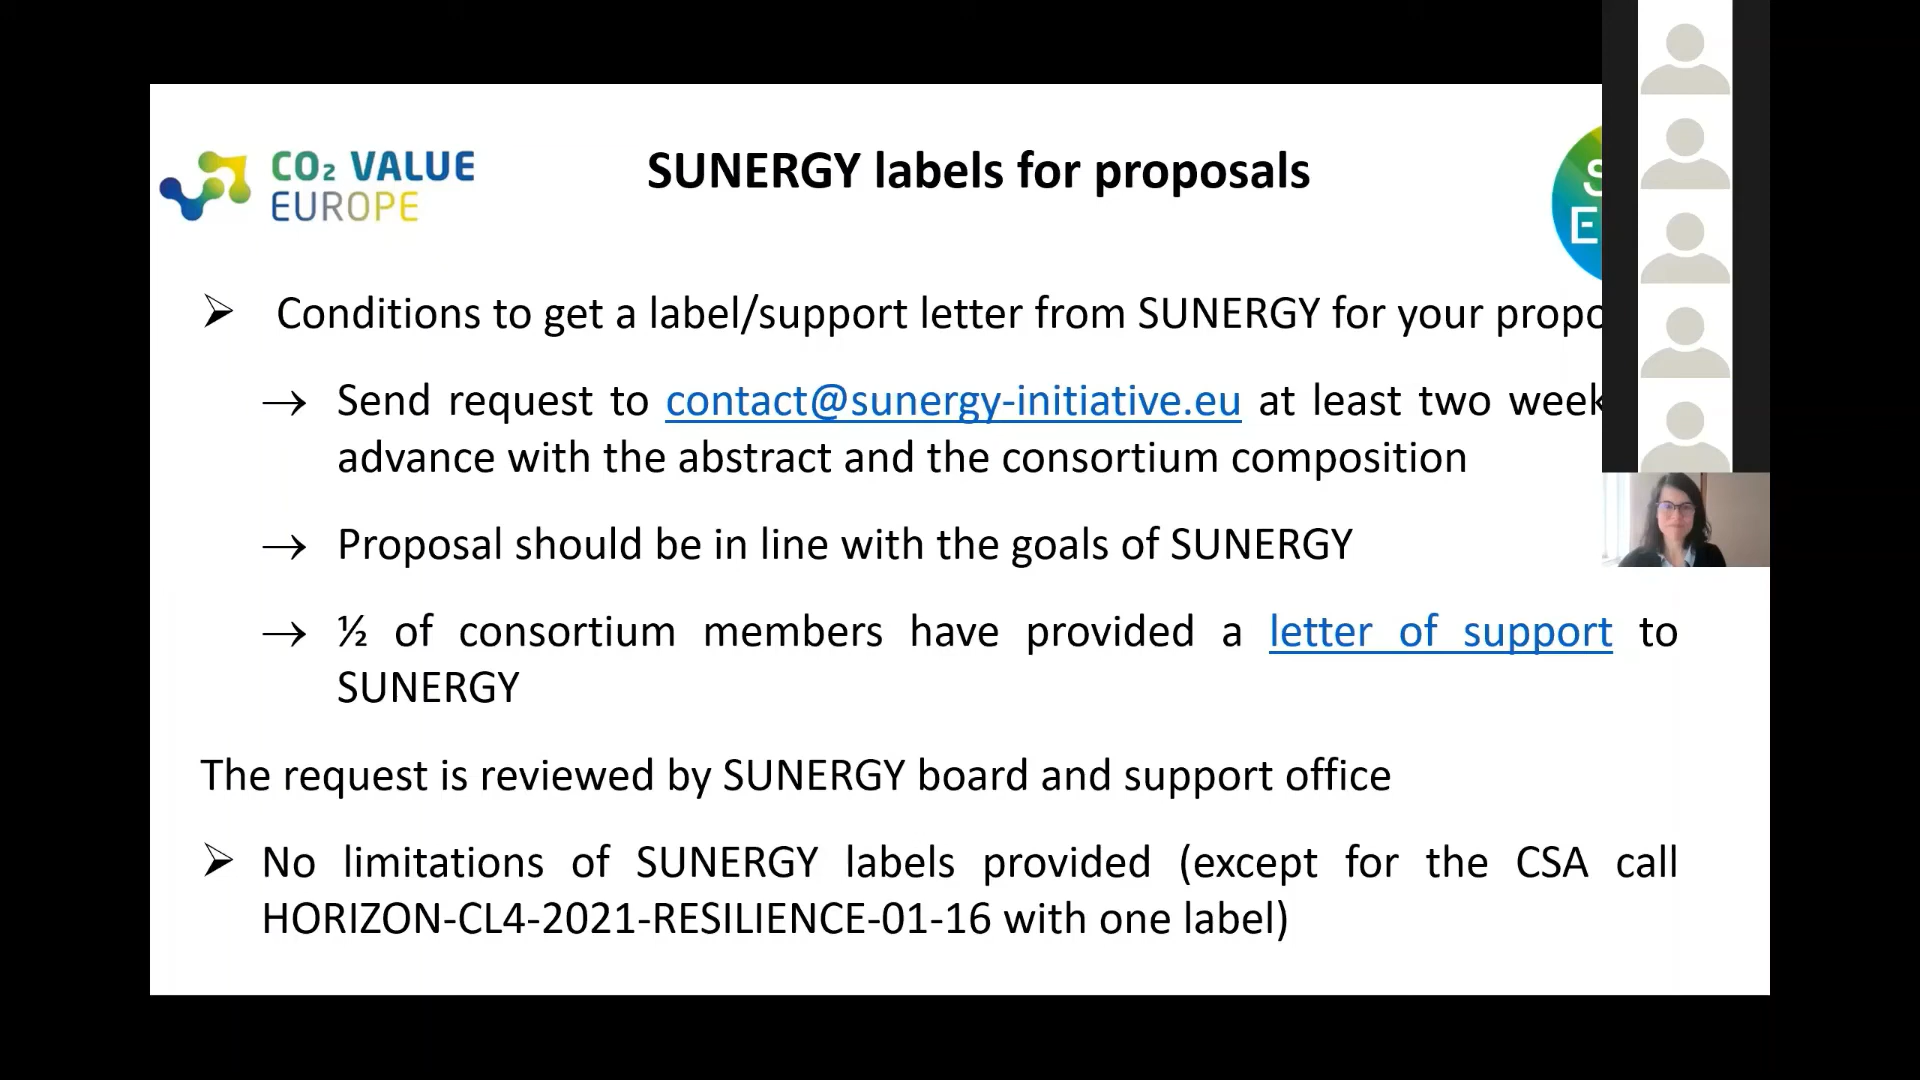 CO₂ VALUE
EUROPE
SUNERGY labels for proposals
S
E
➢ Conditions to get a label/support letter from SUNERGY for your
→ Send request to contact@sunergy-initiative.eu at least two
advance with the abstract and the consortium composition
→ Proposal should be in line with the goals of SUNERGY
→ ½ of consortium members have provided a letter of support to
SUNERGY
The request is reviewed by SUNERGY board and support office
➢ No limitations of SUNERGY labels provided (except for the CSA call
HORIZON-CL4-2021-RESILIENCE-01-16 with one label)